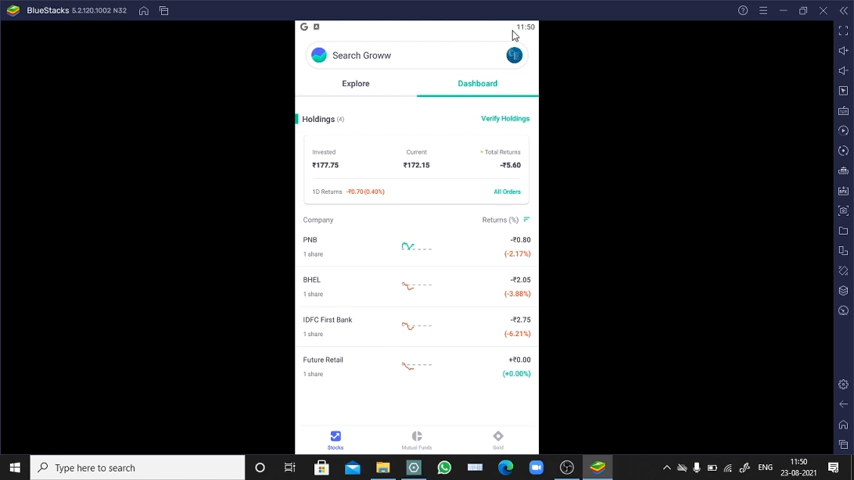 BlueStacks 5.2.120.1002 N32
11:50
Search Groww
Explore Dashboard
Holdings (4) Verify Holdings
Invested Current Total Returns
₹177.75 ₹172.15 -₹5.60
1D Returns -₹0.70 (0.40%) All Orders
Company Returns (%)
PNB -₹0.80
1 share (-2.17%)
BHEL -₹2.05
1 share (-3.88%)
IDFC First Bank -₹2.75
1 share (-6.21%)
Future Retail +₹0.00
1 share (+0.00%)
Stocks Mutual Funds Gold
Type here to search
ENG
11:50
23-08-2021